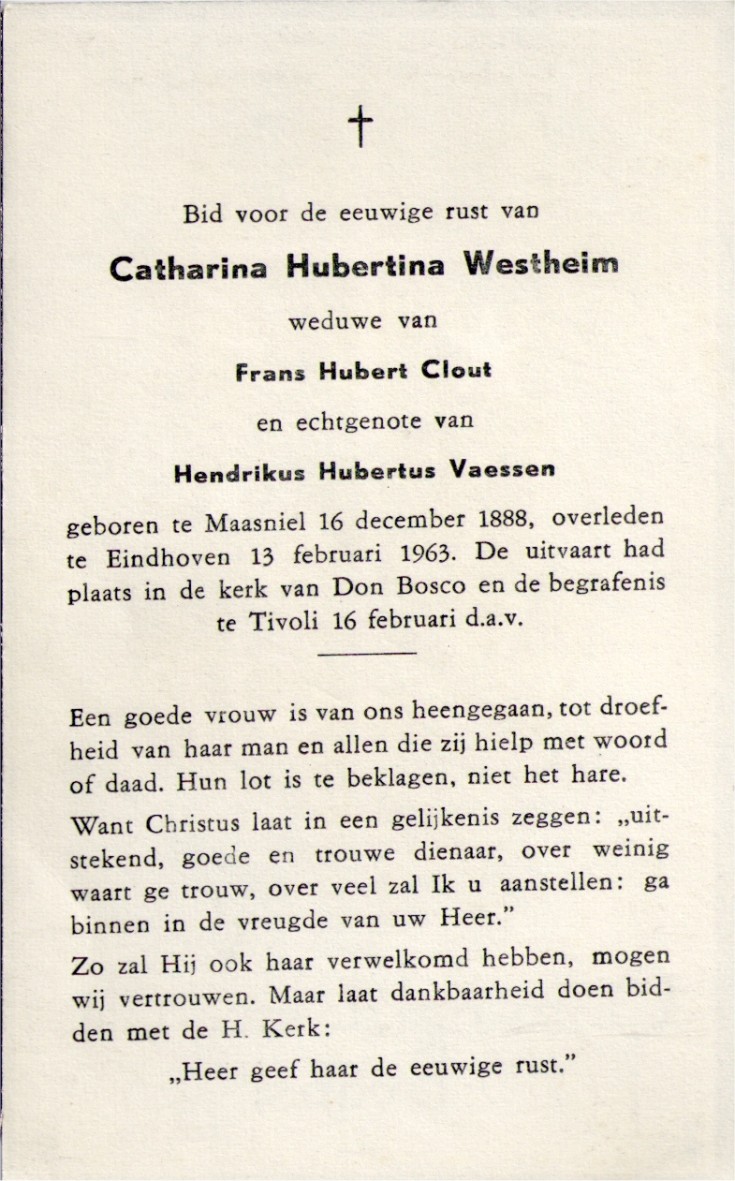 Bid voor de eeuwige rust van
Catharina Hubertina Westheim
weduwe van
Frans Hubert Clout
en echtgenote van
Hendrikus Hubertus Vaessen
geboren te Maasniel 16 december 1888, overleden
te Eindhoven 13 februari 1963. De uitvaart had
plaats in de kerk van Don Bosco en de begrafenis
te Tivoli 16 februari d.a.v.
Een goede vrouw is van ons heengegaan, tot droef-
heid van haar man en allen die zij hielp met woord
of daad. Hun lot is te beklagen, niet het hare.
Want Christus laat in een gelijkenis zeggen: „uit-
stekend, goede en trouwe dienaar, over weinig
waart ge trouw, over veel zal Ik u aanstellen: ga
binnen in de vreugde van uw Heer.”
Zo zal Hij ook haar verwelkomd hebben, mogen
wij vertrouwen. Maar laat dankbaarheid doen bid-
den met de H. Kerk:
„Heer geef haar de eeuwige rust.”